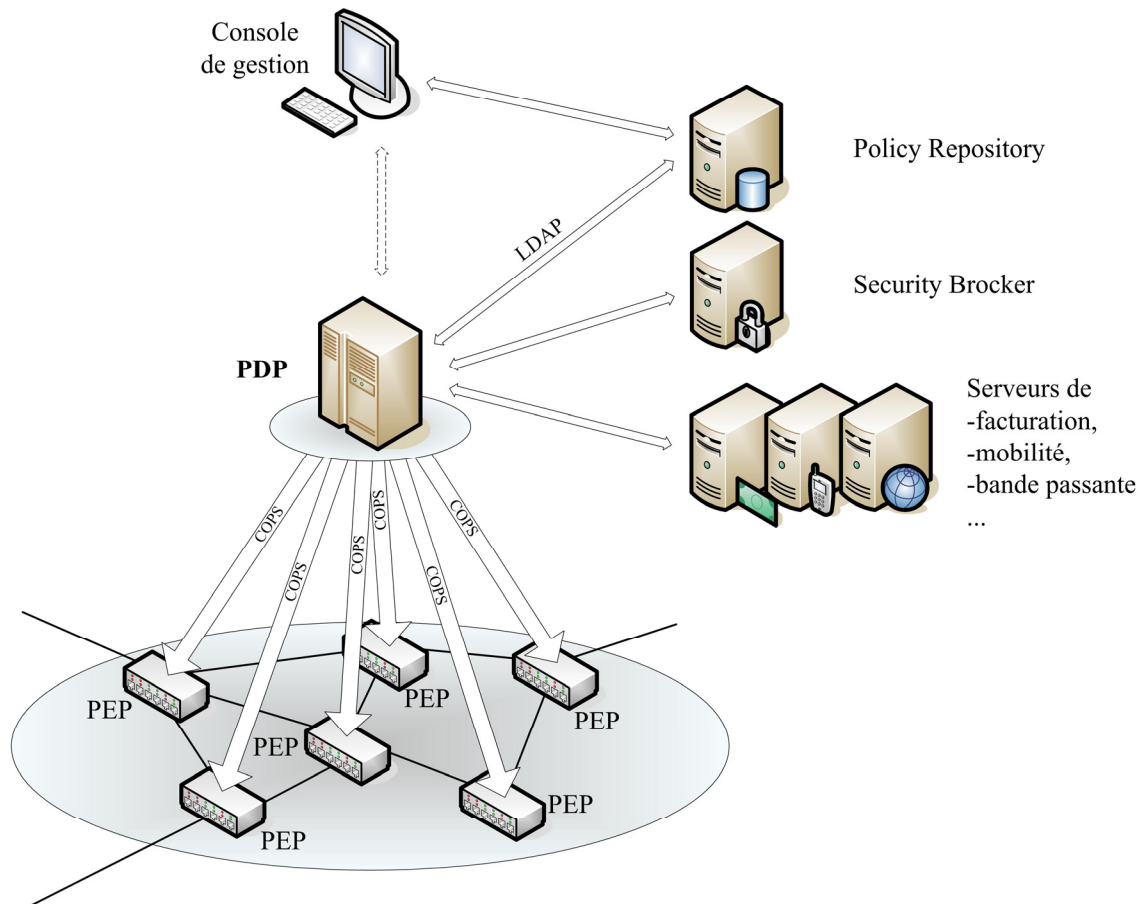 Console
de gestion
Policy Repository
LDAP
Security Brocker
PDP
Serveurs de
-facturation,
-mobilité,
-bande passante
...
COPS
COPS
COPS
COPS
COPS
COPS
PEP
PEP
PEP
PEP
PEP
PEP